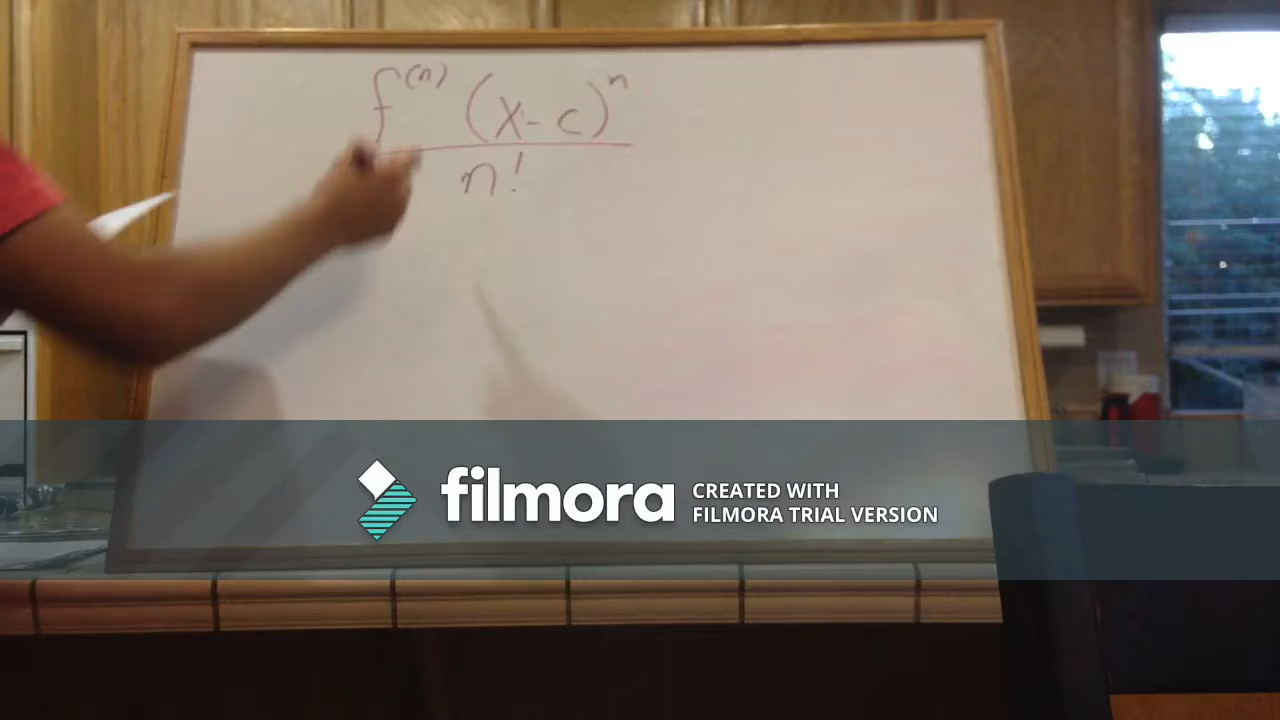 f^{(n)} (x-c)^n
n!
filmora CREATED WITH
FILMORA TRIAL VERSION